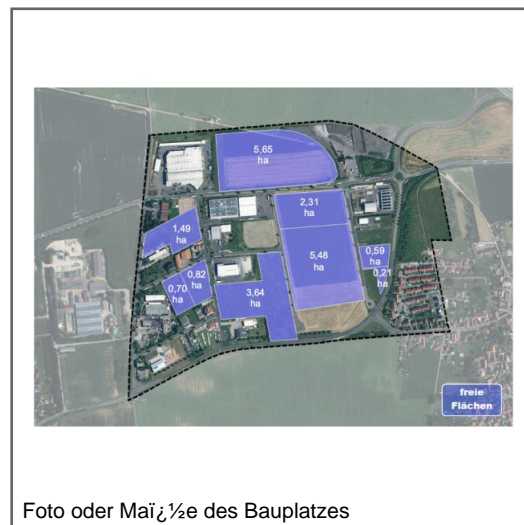 5,65
ha
2,31
ha
1,49
ha
5,48
ha
0,59
ha
0,82
ha
0,21
ha
0,70
ha
3,64
ha
freie
Flächen
Foto oder Maï¿½e des Bauplatzes